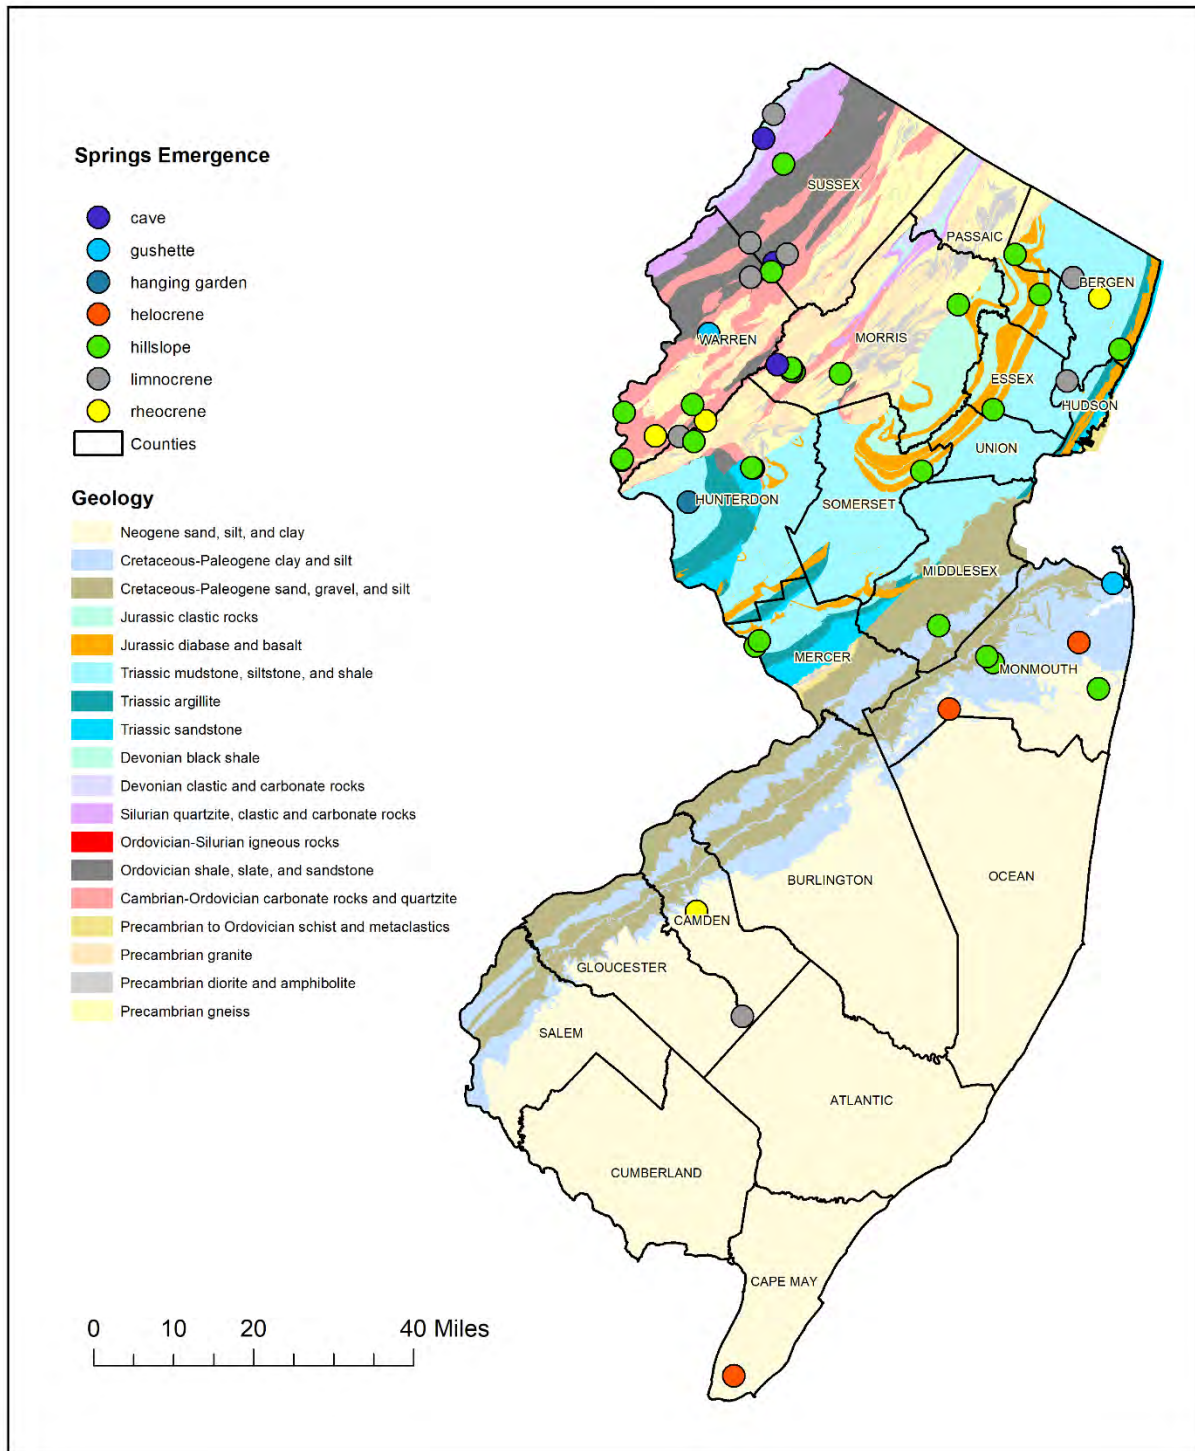 Springs Emergence
cave
gushette
hanging garden
helocrene
hillslope
limnocrene
rheocrene
Counties
Geology
Neogene sand, silt, and clay
Cretaceous-Paleogene clay and silt
Cretaceous-Paleogene sand, gravel, and silt
Jurassic clastic rocks
Jurassic diabase and basalt
Triassic mudstone, siltstone, and shale
Triassic argillite
Triassic sandstone
Devonian black shale
Devonian clastic and carbonate rocks
Silurian quartzite, clastic and carbonate rocks
Ordovician-Silurian igneous rocks
Ordovician shale, slate, and sandstone
Cambrian-Ordovician carbonate rocks and quartzite
Precambrian to Ordovician schist and metaclastics
Precambrian granite
Precambrian diorite and amphibolite
Precambrian gneiss
0 10 20 40 Miles
SUSSEX
PASSAIC
BERGEN
WARREN
MORRIS
ESSEX
HUDSON
UNION
HUNTERDON
SOMERSET
MIDDLESEX
MERCER
MONMOUTH
BURLINGTON
OCEAN
CAMDEN
GLOUCESTER
SALEM
ATLANTIC
CUMBERLAND
CAPE MAY